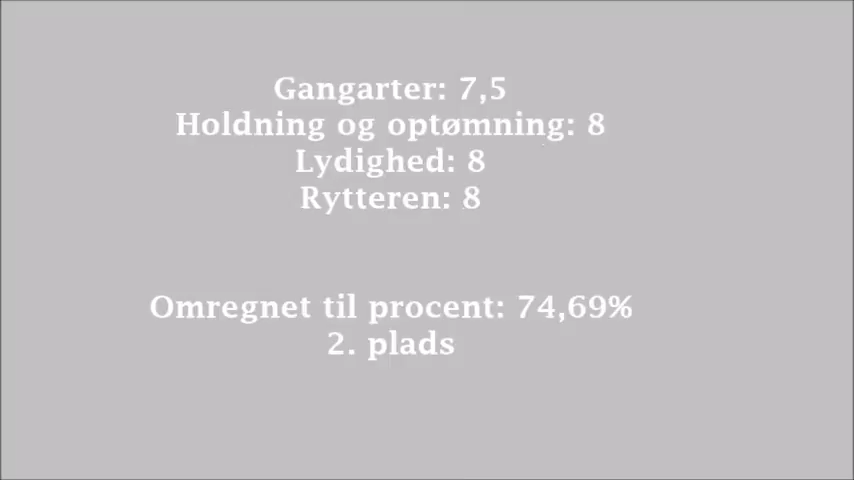 Gangarter: 7,5
Holdning og optømning: 8
Lydighed: 8
Rytteren: 8
Omregnet til procent: 74,69%
2. plads